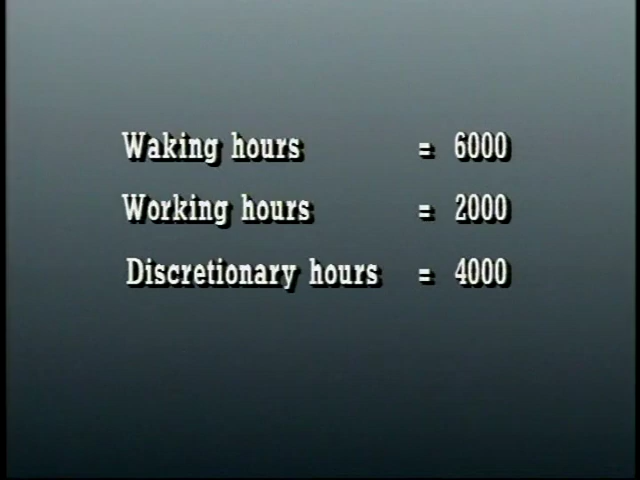 Waking hours = 6000
Working hours = 2000
Discretionary hours = 4000